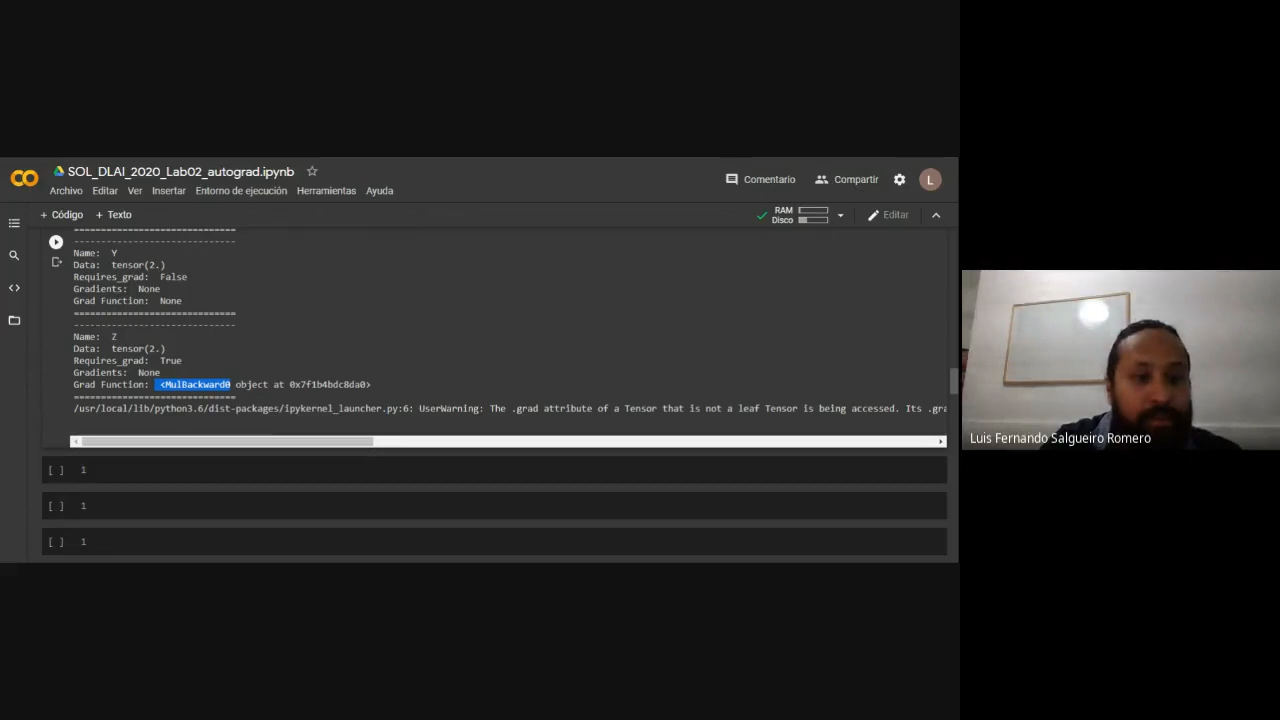 SOL_DLAI_2020_Lab02_autograd.ipynb
Comentario
Compartir
L
Archivo Editar Ver Insertar Entorno de ejecución Herramientas Ayuda
+ Código + Texto
RAM
Disco
Editar
==============================
------------------------------
Name: Y
Data: tensor(2.)
Requires_grad: False
Gradients: None
Grad Function: None
==============================
------------------------------
Name: Z
Data: tensor(2.)
Requires_grad: True
Gradients: None
Grad Function: <MulBackward0 object at 0x7f1b4bdc8da0>
==============================
/usr/local/lib/python3.6/dist-packages/ipykernel_launcher.py:6: UserWarning: The .grad attribute of a Tensor that is not a leaf Tensor is being accessed. Its .gra
[ ] 1
[ ] 1
[ ] 1
Luis Fernando Salgueiro Romero